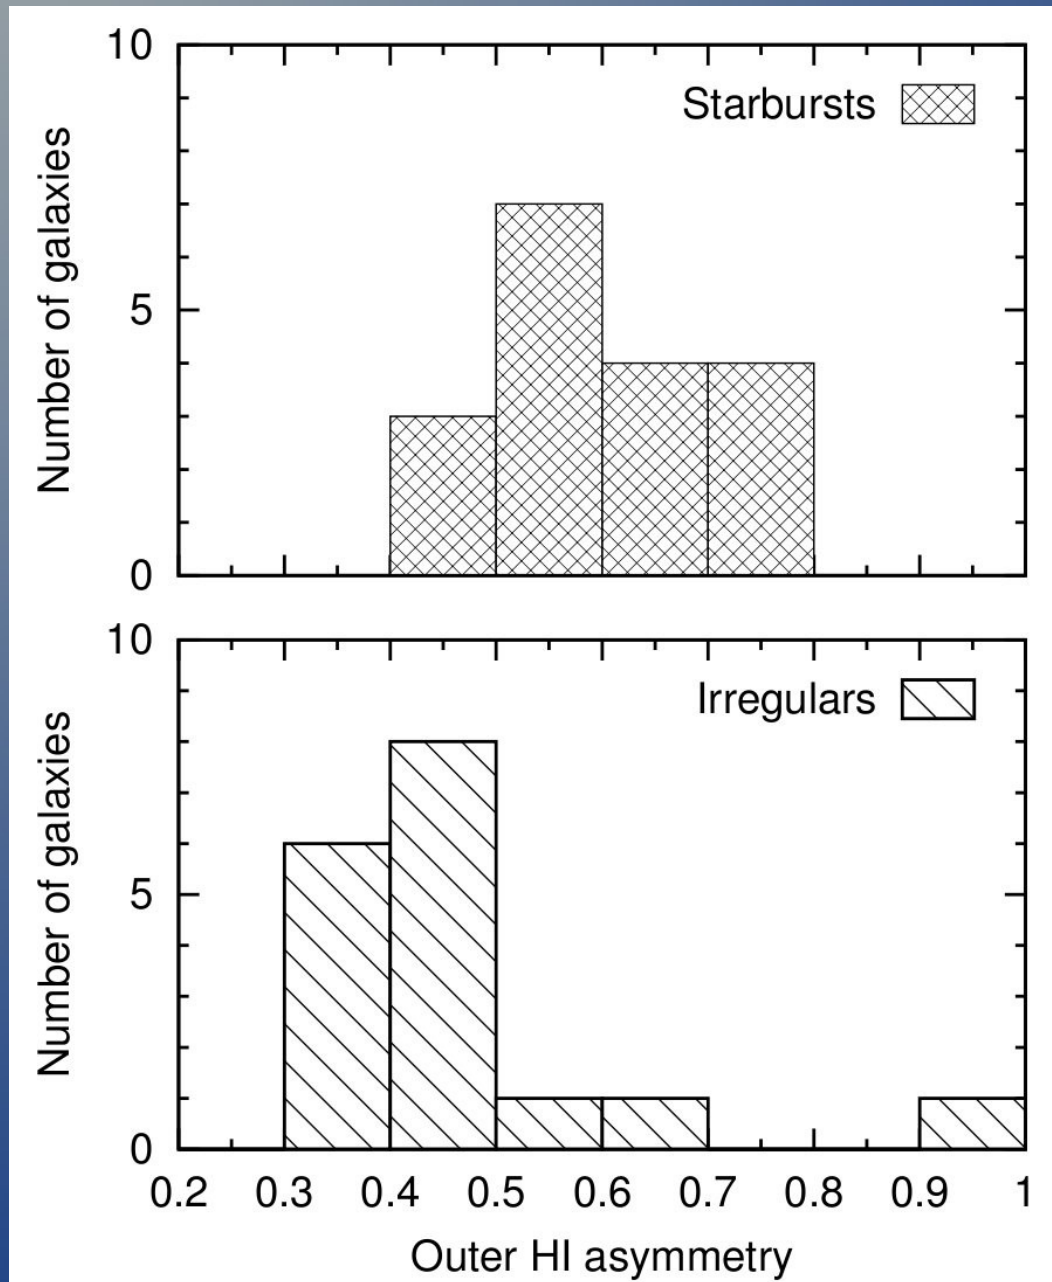 10
Starbursts
Number of galaxies
5
0
10
Irregulars
Number of galaxies
5
0
0.2 0.3 0.4 0.5 0.6 0.7 0.8 0.9 1
Outer HI asymmetry